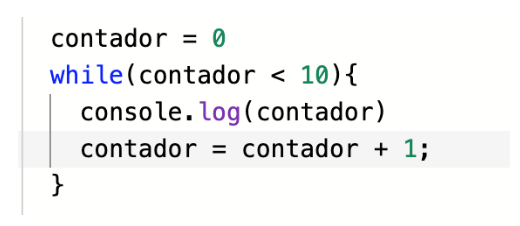 contador = 0
while(contador < 10){
console.log(contador)
contador = contador + 1;
}